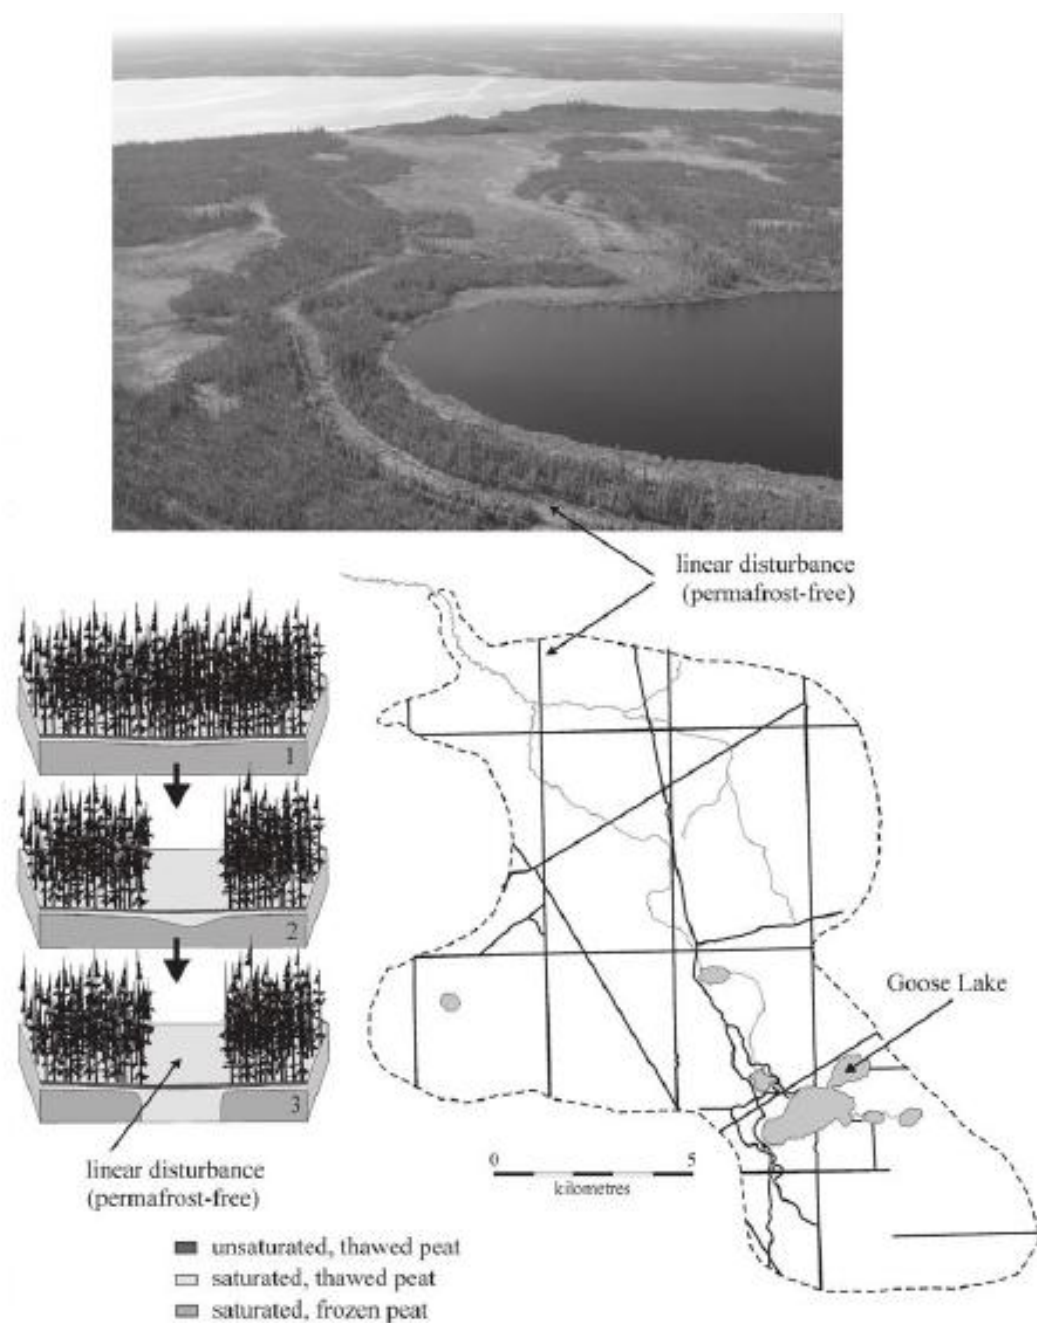 linear disturbance
(permafrost-free)
1
2
3
Goose Lake
linear disturbance
(permafrost-free)
0
5
kilometres
unsaturated, thawed peat
saturated, thawed peat
saturated, frozen peat